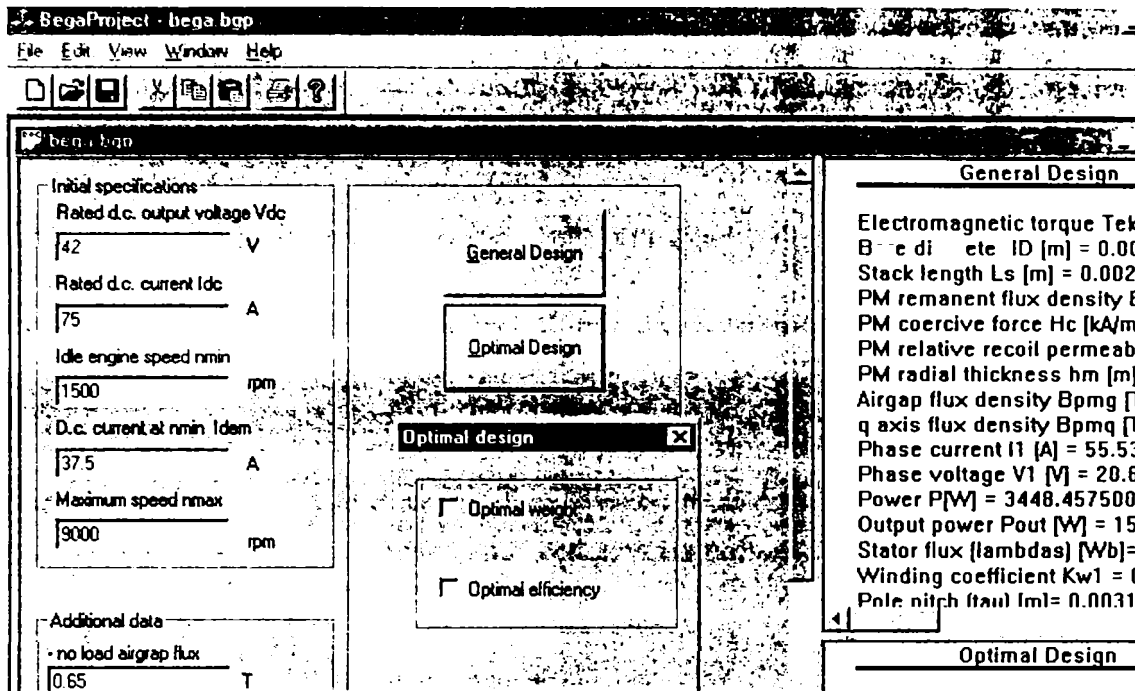 BegaProject - bega.bgp
File Edit View Window Help
bega.bgp
Initial specifications
Rated d.c. output voltage Vdc
42 V
Rated d.c. current Idc
75 A
Idle engine speed nmin
1500 rpm
D.c. current at nmin Idem
37.5 A
Maximum speed nmax
9000 rpm
Additional data
- no load airgrap flux
0.65 T
General Design
Optimal Design
Optimal design
Optimal weight
Optimal efficiency
General Design
Electromagnetic torque Tek
ID [m] = 0.00
Stack length Ls [m] = 0.002
PM remanent flux density B
PM coercive force Hc [kA/m
PM relative recoil permeab
PM radial thickness hm [m]
Airgap flux density Bpmg [T
q axis flux density Bpmq [T
Phase current I1 [A] = 55.53
Phase voltage V1 [V] = 20.6
Power P[W] = 3448.457500
Output power Pout [W] = 15
Stator flux (lambdas) [Wb]=
Winding coefficient Kw1 = 0
Pole pitch (tau) [m]= 0.0031
Optimal Design